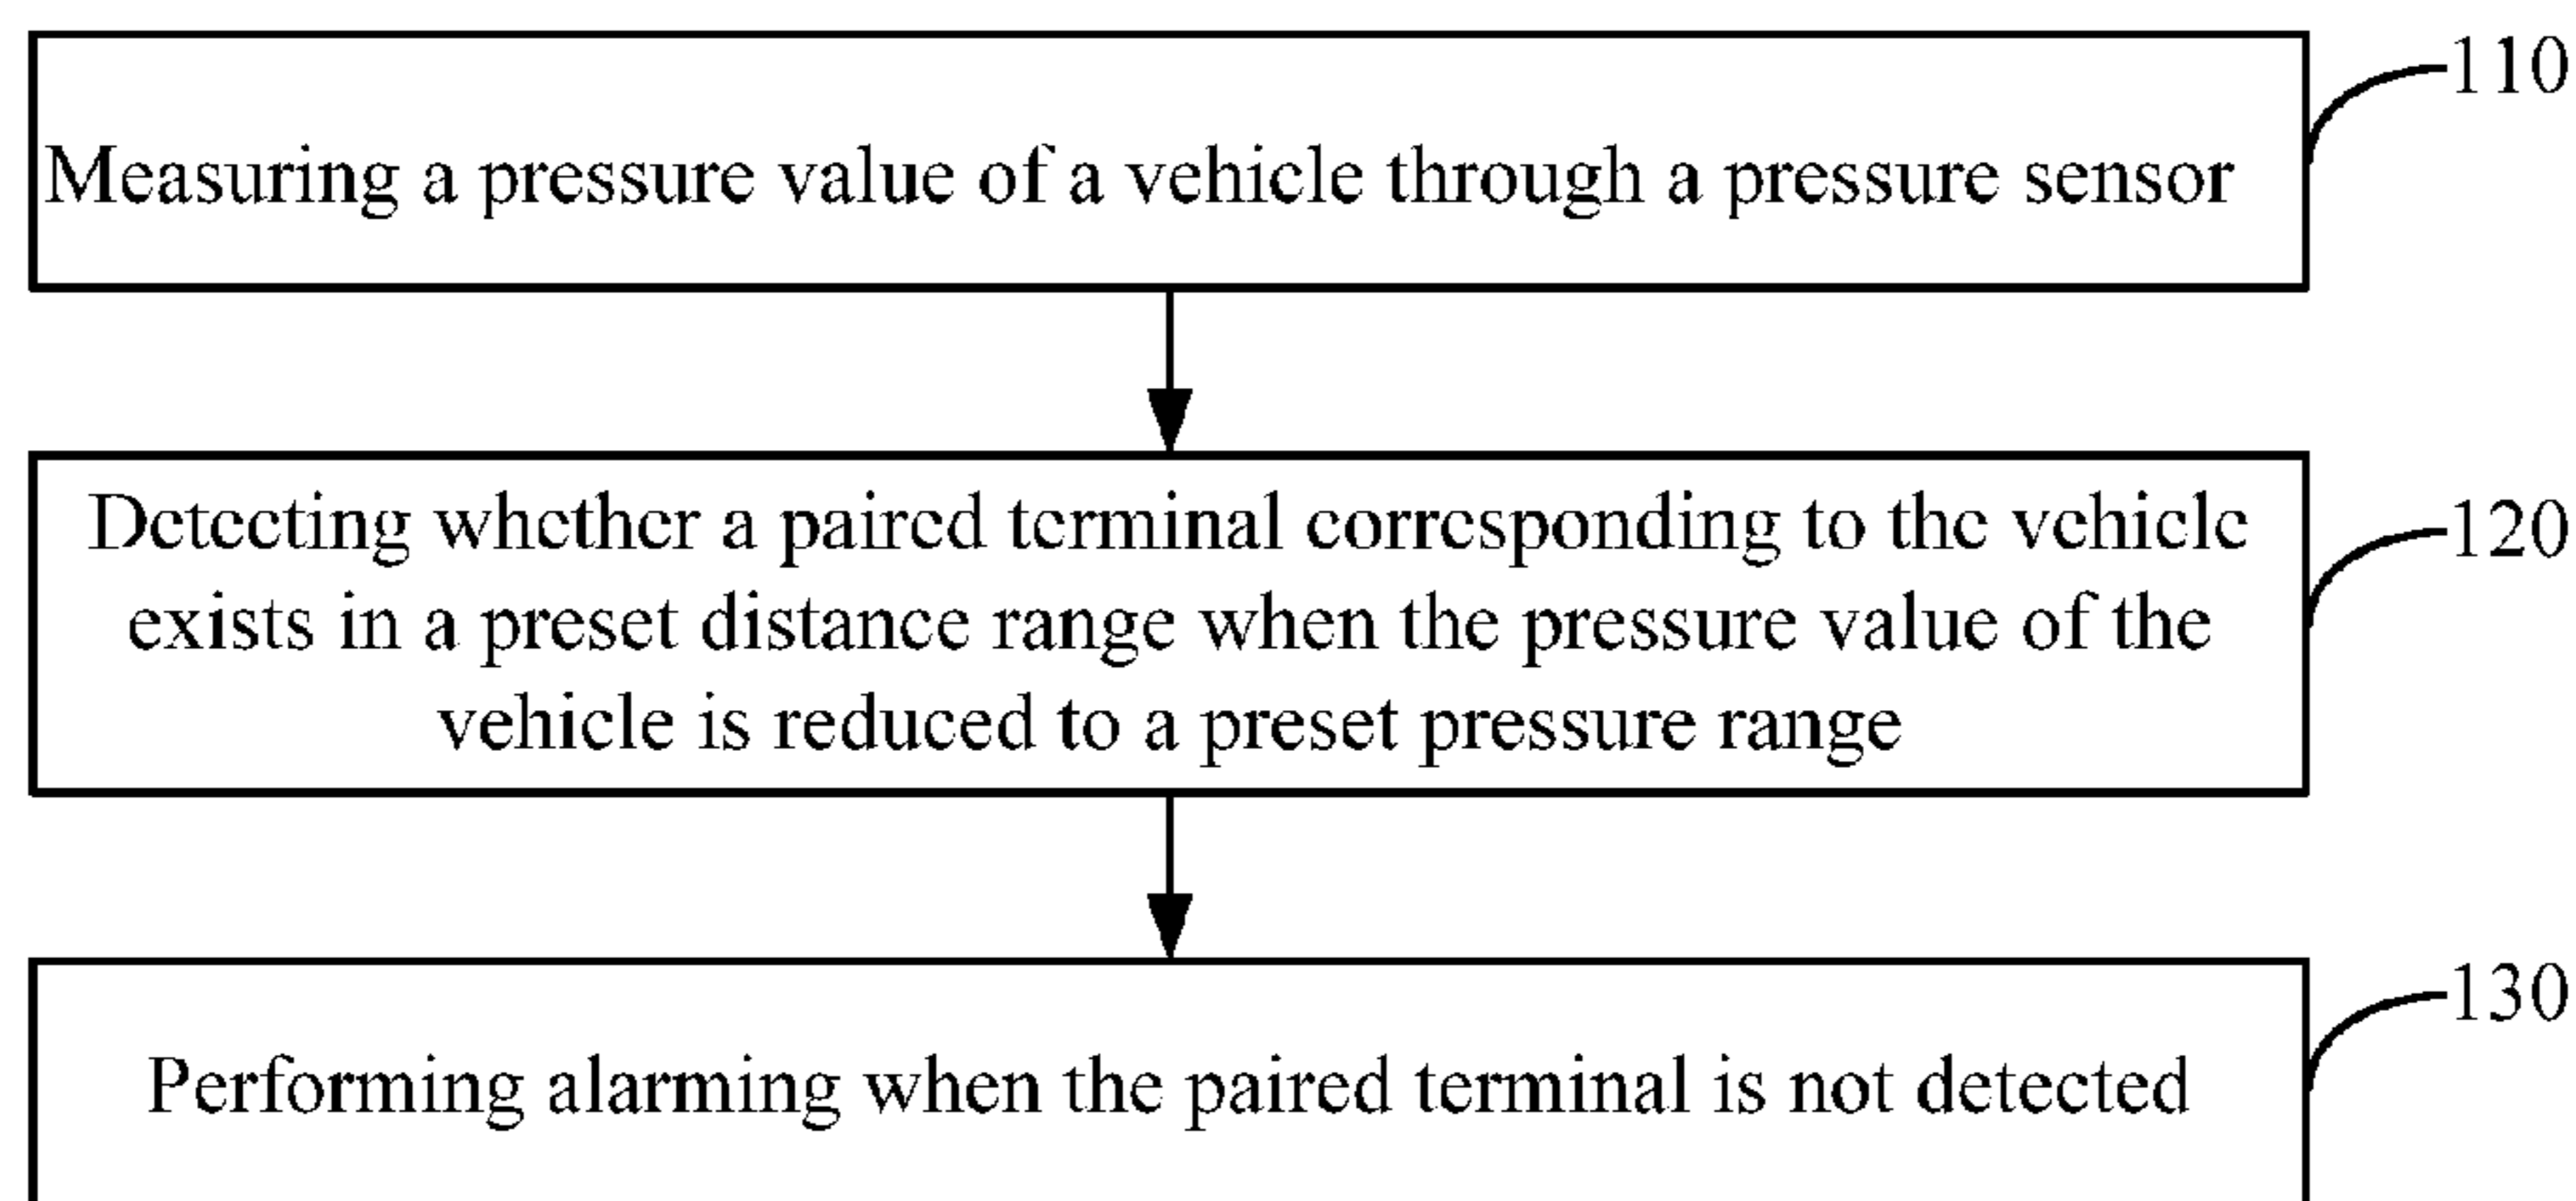 Measuring a pressure value of a vehicle through a pressure sensor
110
Detecting whether a paired terminal corresponding to the vehicle
exists in a preset distance range when the pressure value of the
vehicle is reduced to a preset pressure range
120
Performing alarming when the paired terminal is not detected
130